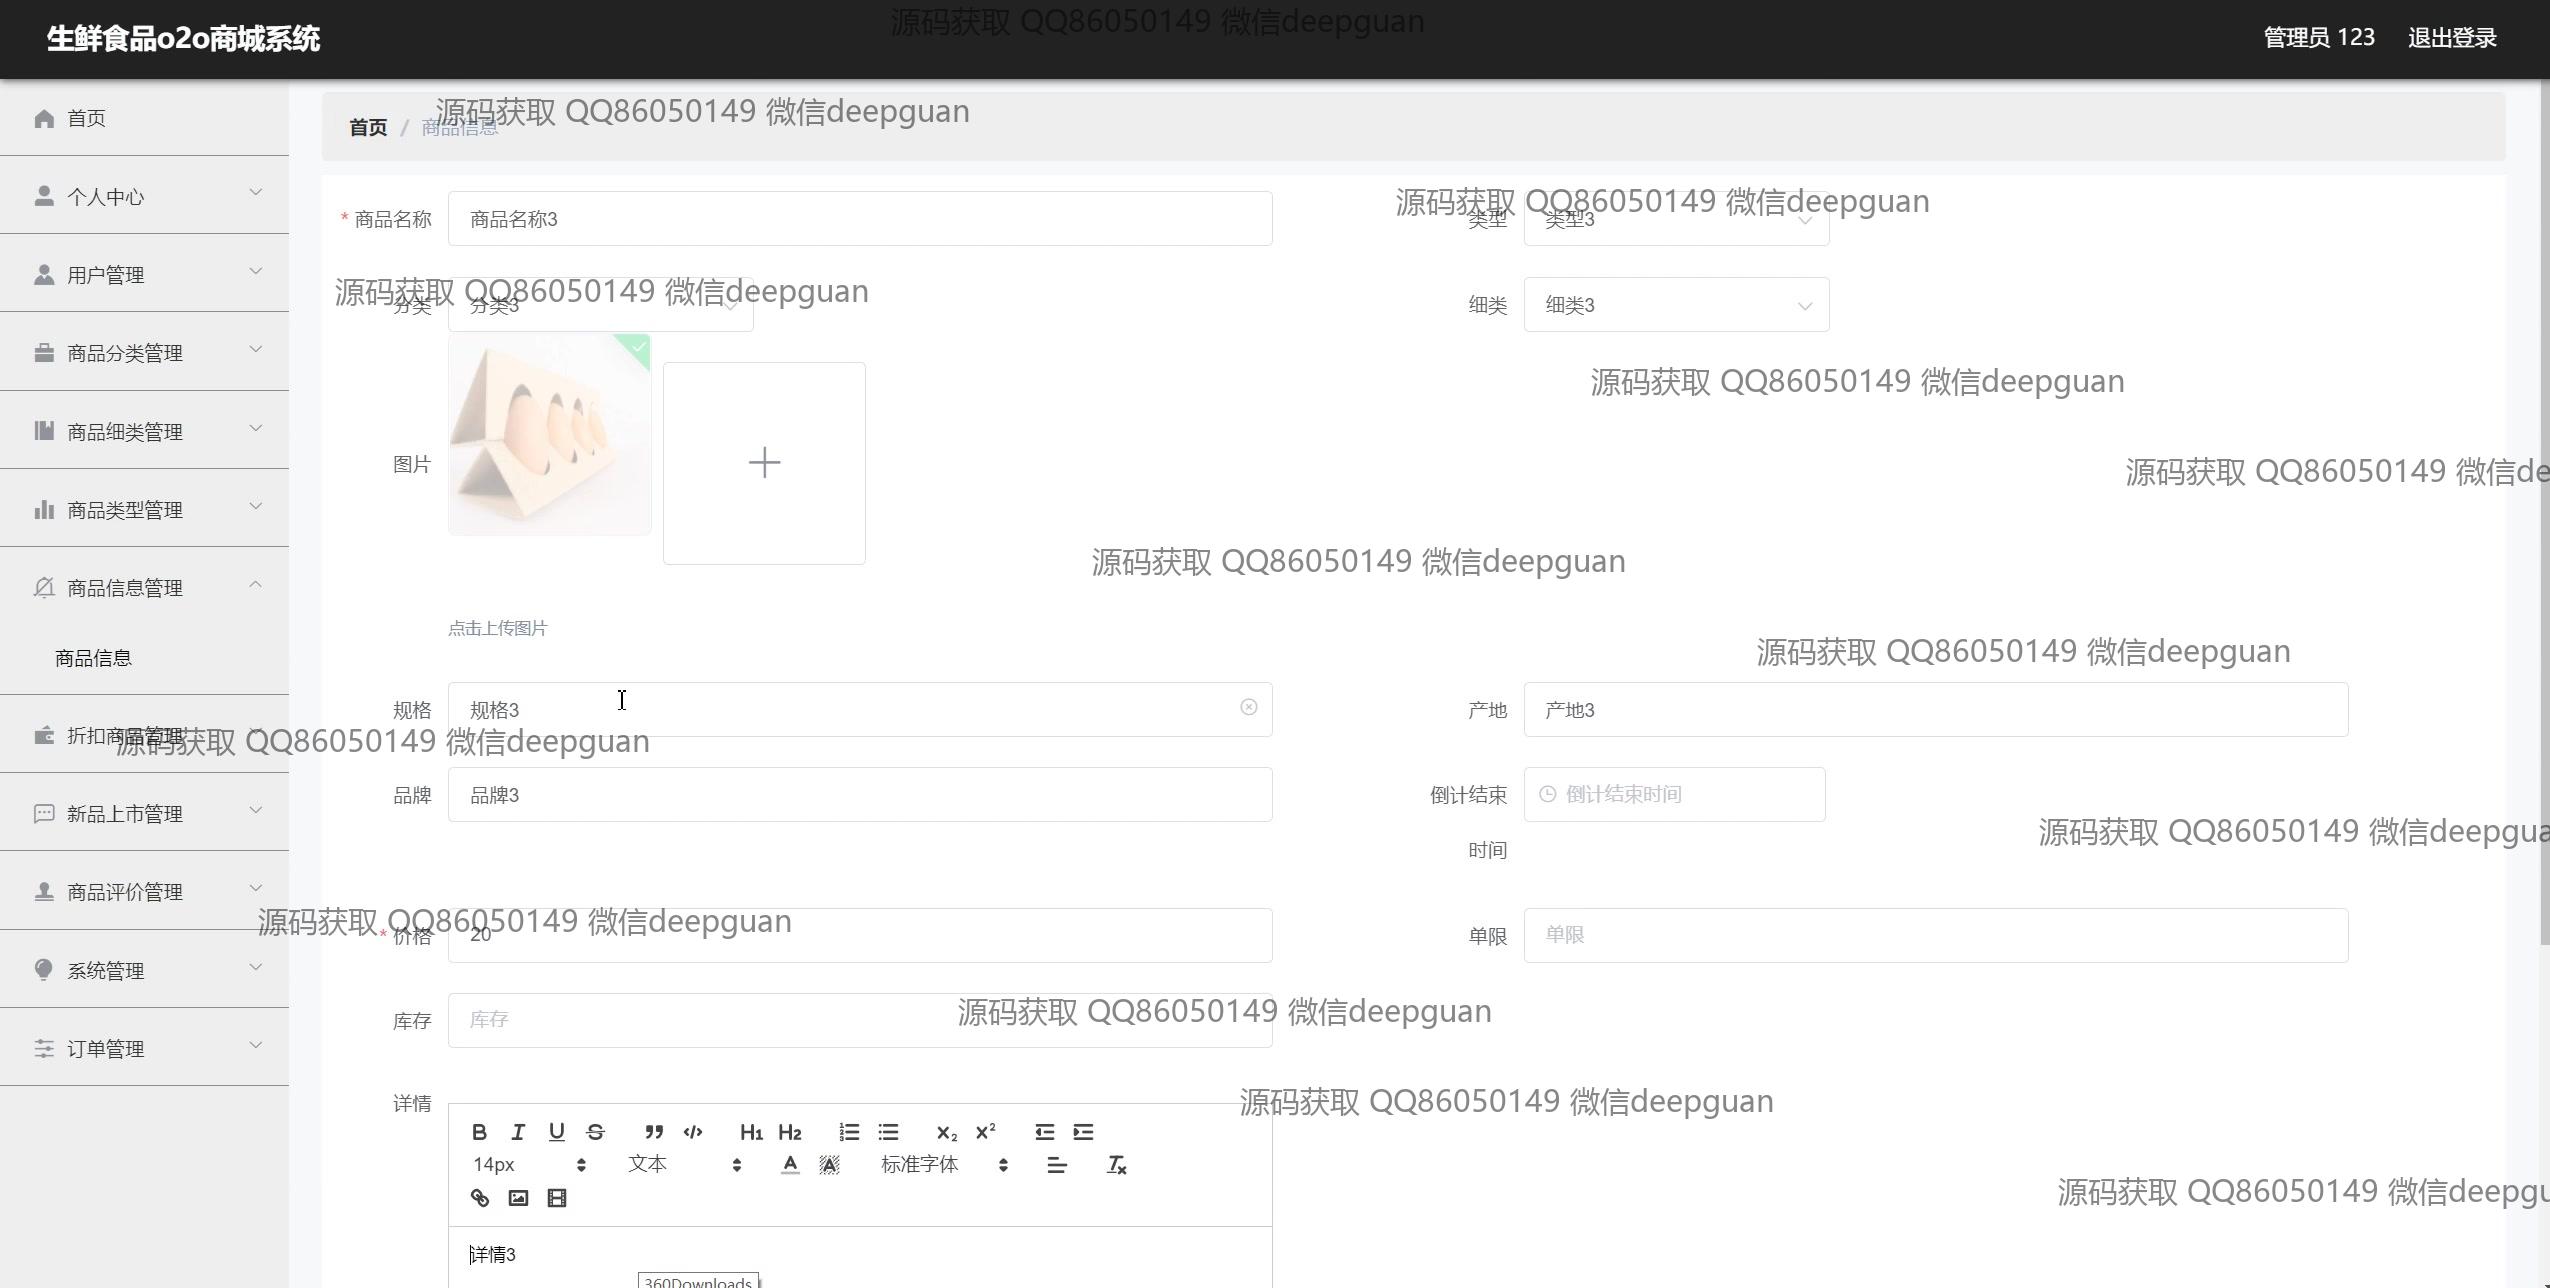 生鲜食品o2o商城系统
源码获取 QQ86050149 微信deepguan
管理员 123
退出登录
首页
个人中心
用户管理
商品分类管理
商品细类管理
商品类型管理
商品信息管理
商品信息
折扣商品管理
新品上市管理
商品评价管理
系统管理
订单管理
首页 / 商品信息
源码获取 QQ86050149 微信deepguan
* 商品名称 商品名称3
源码获取 QQ86050149 微信deepguan
类型 类型3
源码获取 QQ86050149 微信deepguan
分类 分类3
细类 细类3
源码获取 QQ86050149 微信deepguan
图片
源码获取 QQ86050149 微信de
源码获取 QQ86050149 微信deepguan
点击上传图片
源码获取 QQ86050149 微信deepguan
规格 规格3
产地 产地3
源码获取 QQ86050149 微信deepguan
品牌 品牌3
倒计结束时间 倒计结束时间
源码获取 QQ86050149 微信deepgua
源码获取 QQ86050149 微信deepguan
* 价格 20
单限 单限
库存 库存
源码获取 QQ86050149 微信deepguan
详情
源码获取 QQ86050149 微信deepguan
B I U S H1 H2 X2 X2
14px 文本 A A 标准字体 Tx
源码获取 QQ86050149 微信deepgu
详情3
360Downloads